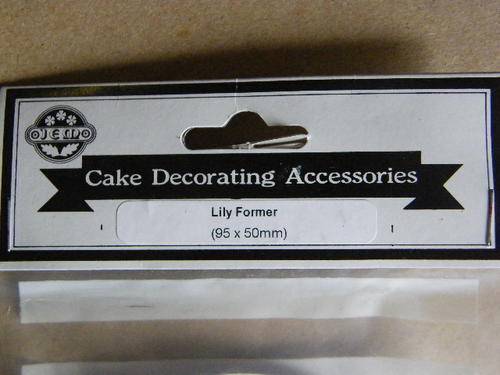 OJEMO
Cake Decorating Accessories
Lily Former
(95 x 50mm)